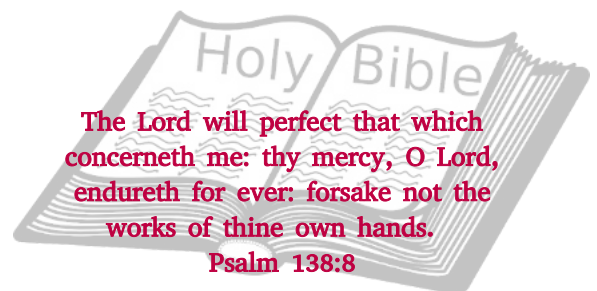 Holy Bible
The Lord will perfect that which
concerneth me: thy mercy, O Lord,
endureth for ever: forsake not the
works of thine own hands.
Psalm 138:8